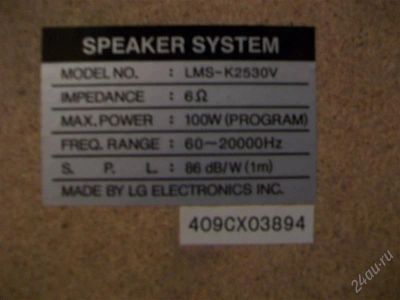 SPEAKER SYSTEM
MODEL NO. : LMS-K2530V
IMPEDANCE : 6Ω
MAX. POWER : 100W (PROGRAM)
FREQ. RANGE : 60~20000Hz
S. P. L. : 86 dB/W (1m)
MADE BY LG ELECTRONICS INC.
409CX03894
24au.ru